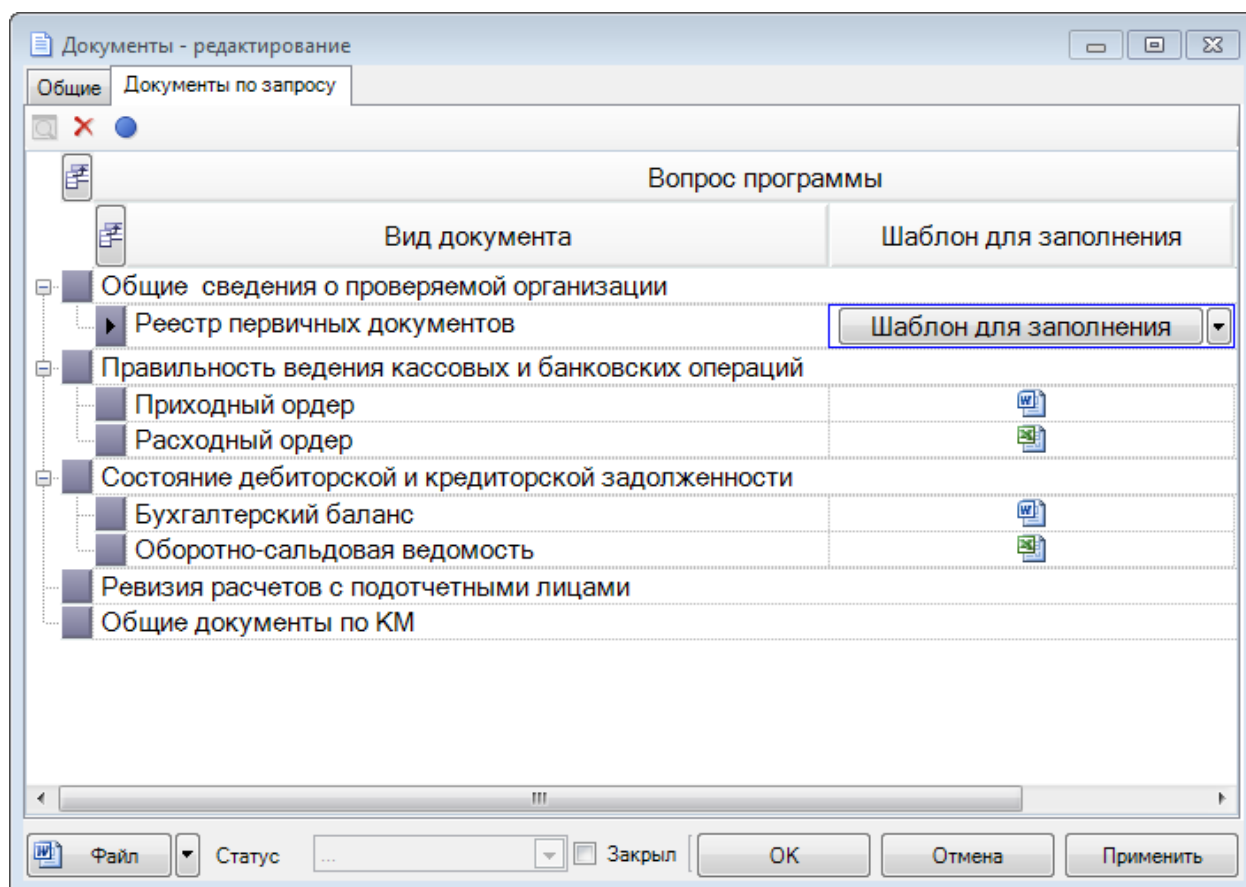 Документы - редактирование
Общие Документы по запросу
Вопрос программы
Вид документа Шаблон для заполнения
Общие сведения о проверяемой организации
Реестр первичных документов Шаблон для заполнения
Правильность ведения кассовых и банковских операций
Приходный ордер
Расходный ордер
Состояние дебиторской и кредиторской задолженности
Бухгалтерский баланс
Оборотно-сальдовая ведомость
Ревизия расчетов с подотчетными лицами
Общие документы по КМ
Файл Статус ... Закрыл ОК Отмена Применить